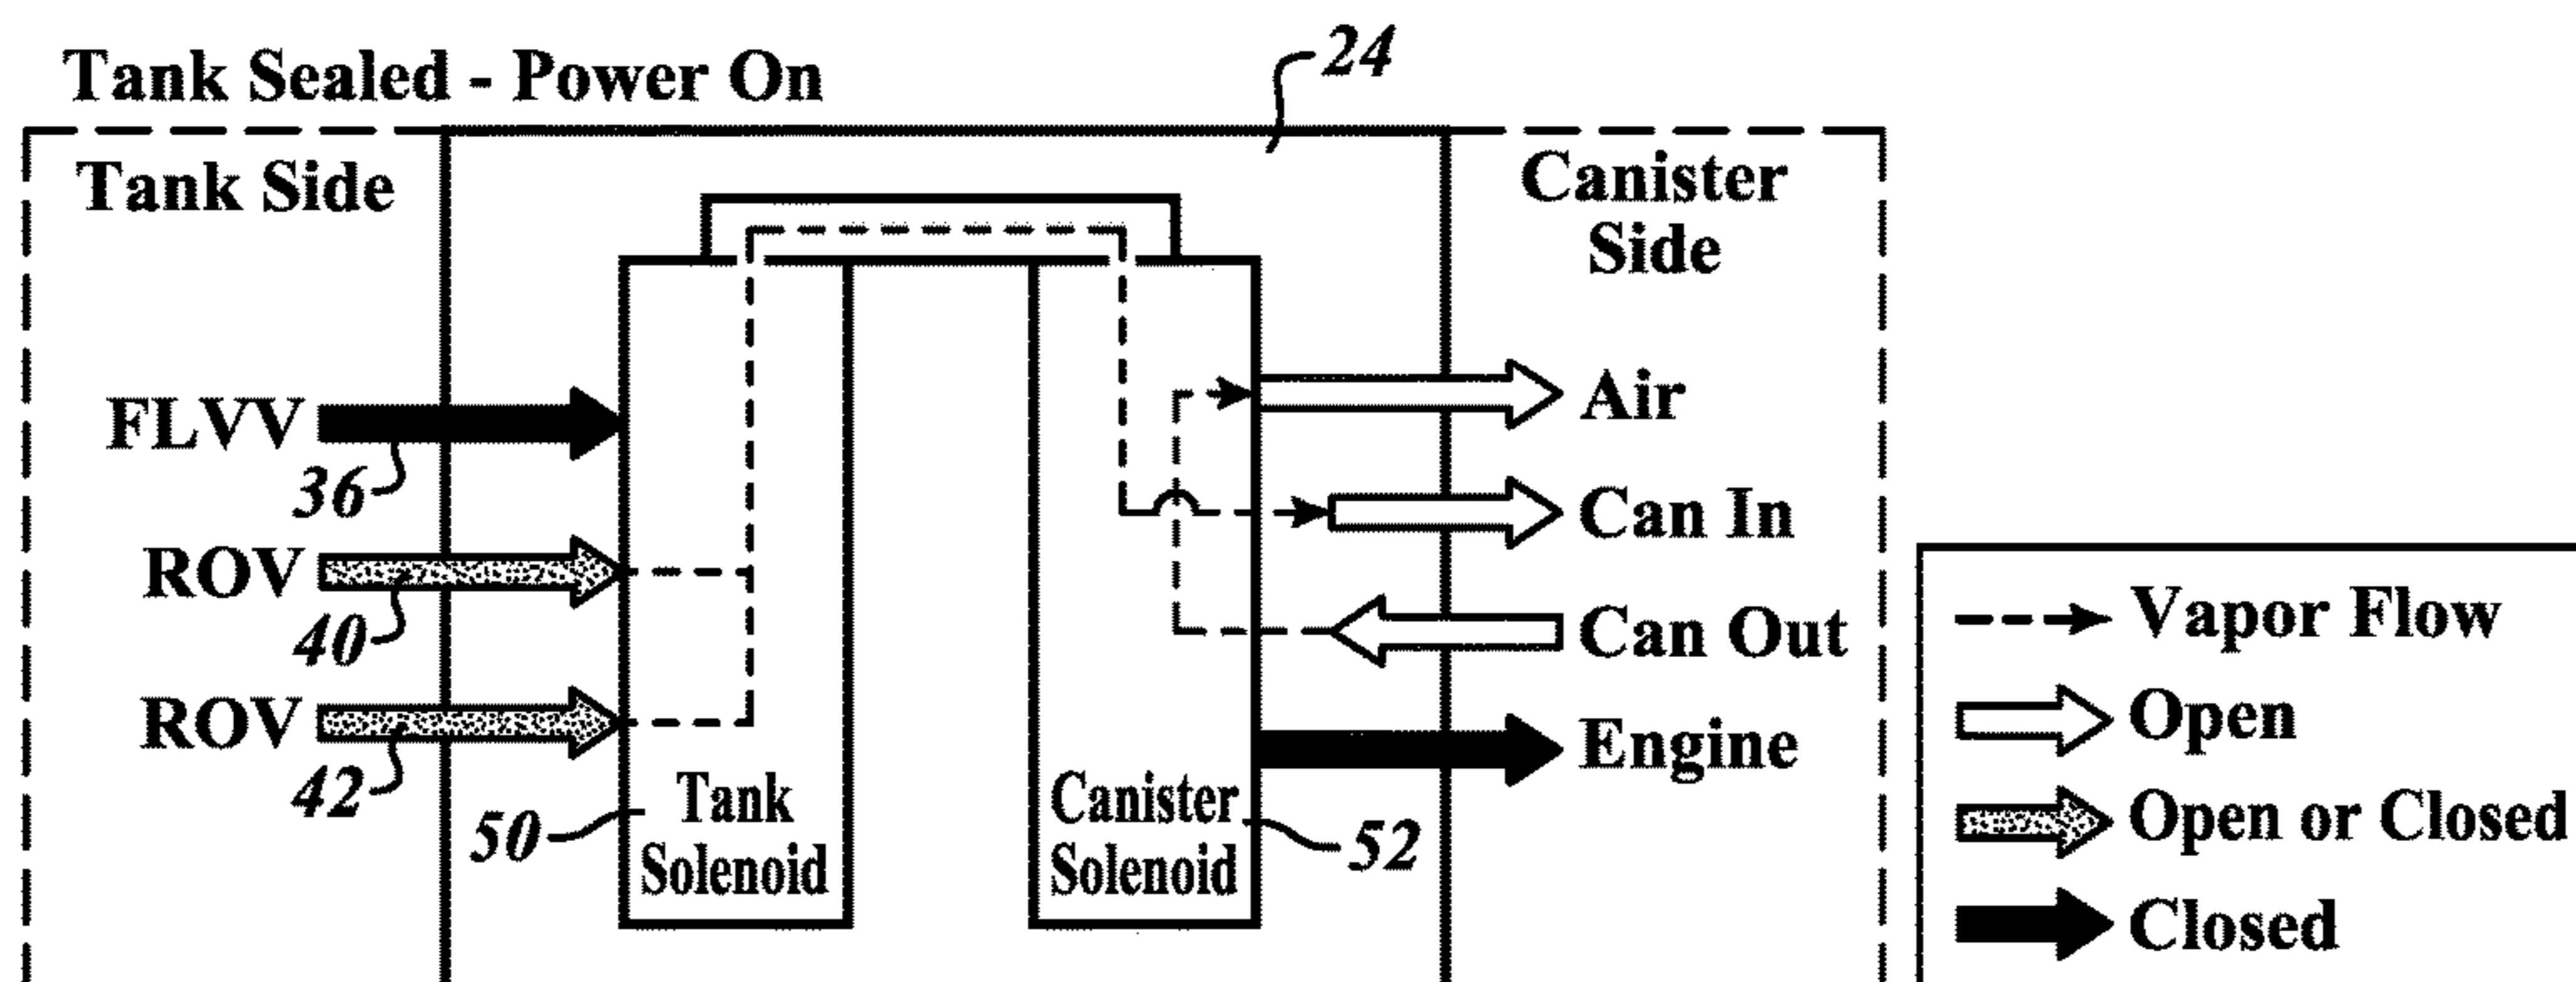 Tank Sealed - Power On
24
Tank Side
Canister
Side
FLVV
36
ROV
40
ROV
42
50
Tank
Solenoid
Canister
Solenoid
52
Air
Can In
Can Out
Engine
Vapor Flow
Open
Open or Closed
Closed